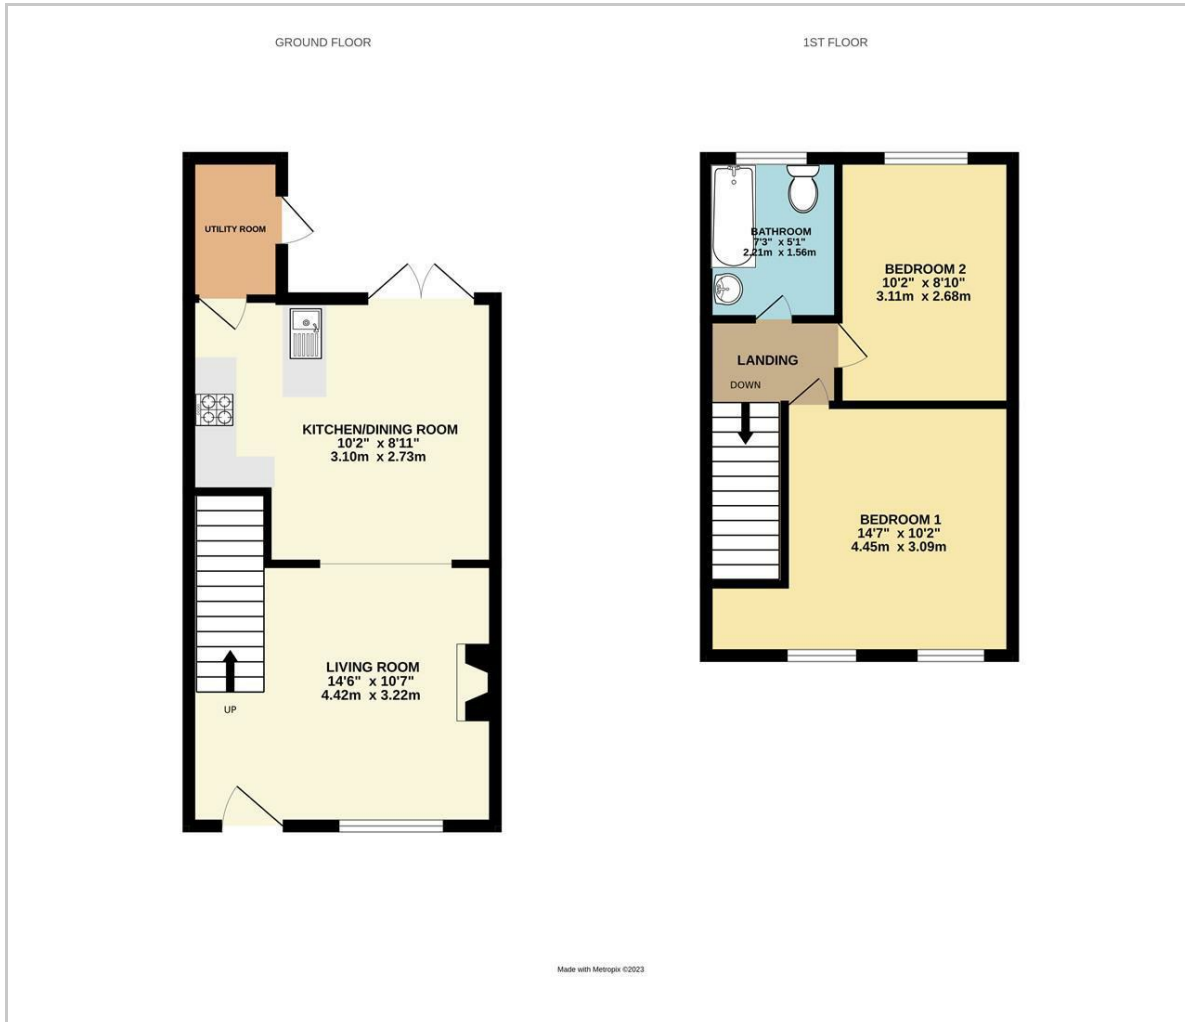 GROUND FLOOR
UTILITY ROOM
KITCHEN/DINING ROOM
10'2" x 8'11"
3.10m x 2.73m
LIVING ROOM
14'6" x 10'7"
4.42m x 3.22m
UP
1ST FLOOR
BATHROOM
7'3" x 5'1"
2.21m x 1.56m
BEDROOM 2
10'2" x 8'10"
3.11m x 2.68m
LANDING
DOWN
BEDROOM 1
14'7" x 10'2"
4.45m x 3.09m
Made with Metropix ©2023